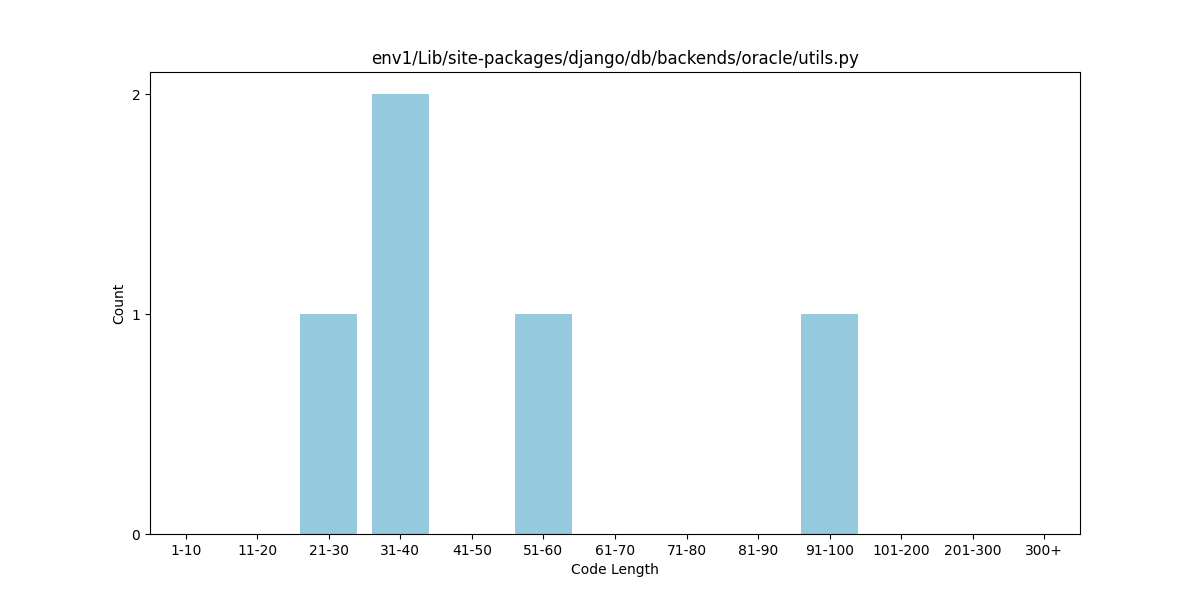 env1/Lib/site-packages/django/db/backends/oracle/utils.py
2
1
0
Count
1-10 11-20 21-30 31-40 41-50 51-60 61-70 71-80 81-90 91-100 101-200 201-300 300+
Code Length